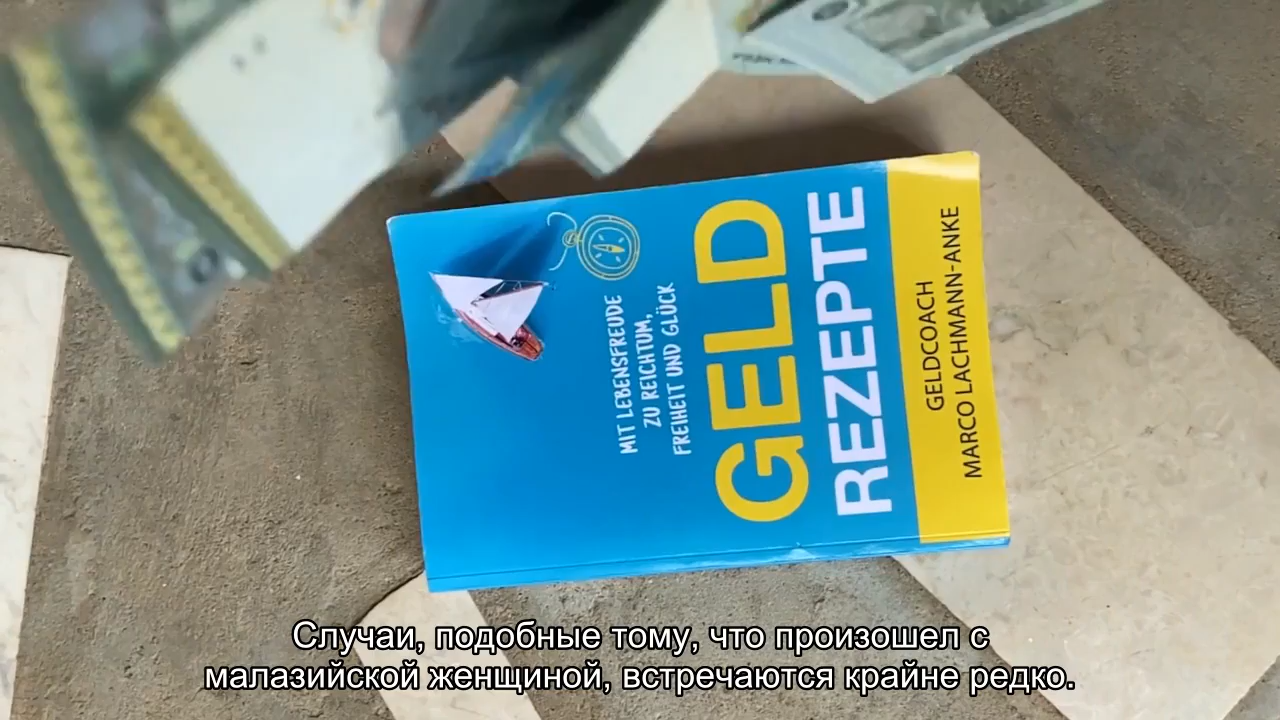 MIT LEBENSFREUDE
ZU REICHTUM,
FREIHEIT UND GLÜCK
GELD
REZEPTE
GELDCOACH
MARCO LACHMANN-ANKE
Случаи, подобные тому, что произошел с
малазийской женщиной, встречаются крайне редко.